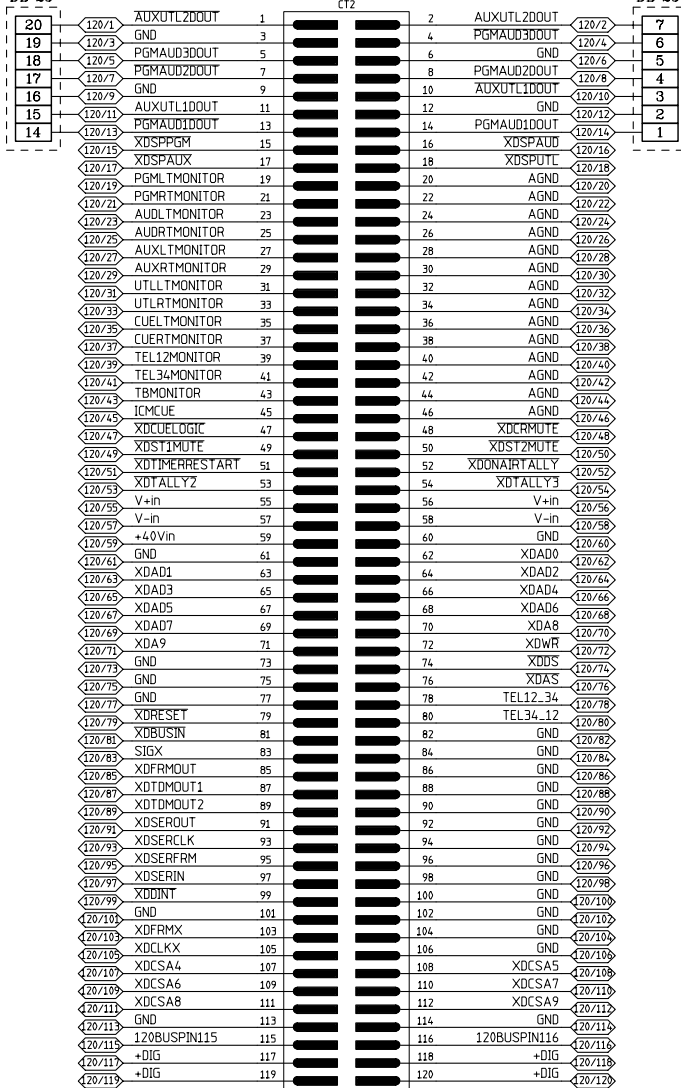 CT2
20 120/1 AUXUTL2DOUT 1 2 AUXUTL2DOUT 120/2 7
19 120/3 GND 3 4 PGMAUD3DOUT 120/4 6
18 120/5 PGMAUD3DOUT 5 6 GND 120/6 5
17 120/7 PGMAUD2DOUT 7 8 PGMAUD2DOUT 120/8 4
16 120/9 GND 9 10 AUXUTL1DOUT 120/10 3
15 120/11 AUXUTL1DOUT 11 12 GND 120/12 2
14 120/13 PGMAUD1DOUT 13 14 PGMAUD1DOUT 120/14 1
120/15 XDSPPGM 15 16 XDSPAUD 120/16
120/17 XDSPAUX 17 18 XDSPUTL 120/18
120/19 PGMLTMONITOR 19 20 AGND 120/20
120/21 PGMRTMONITOR 21 22 AGND 120/22
120/23 AUDLTMONITOR 23 24 AGND 120/24
120/25 AUDRTMONITOR 25 26 AGND 120/26
120/27 AUXLTMONITOR 27 28 AGND 120/28
120/29 AUXRTMONITOR 29 30 AGND 120/30
120/31 UTLLTMONITOR 31 32 AGND 120/32
120/33 UTLRTMONITOR 33 34 AGND 120/34
120/35 CUELTMONITOR 35 36 AGND 120/36
120/37 CUERTMONITOR 37 38 AGND 120/38
120/39 TEL12MONITOR 39 40 AGND 120/40
120/41 TEL34MONITOR 41 42 AGND 120/42
120/43 TBMONITOR 43 44 AGND 120/44
120/45 ICMCUE 45 46 AGND 120/46
120/47 XDCUELOGIC 47 48 XDCRMUTE 120/48
120/49 XDST1MUTE 49 50 XDST2MUTE 120/50
120/51 XDTIMERRESTART 51 52 XDONAIRTALLY 120/52
120/53 XDTALLY2 53 54 XDTALLY3 120/54
120/55 V+in 55 56 V+in 120/56
120/57 V-in 57 58 V-in 120/58
120/59 +40Vin 59 60 GND 120/60
120/61 GND 61 62 XDAD0 120/62
120/63 XDAD1 63 64 XDAD2 120/64
120/65 XDAD3 65 66 XDAD4 120/66
120/67 XDAD5 67 68 XDAD6 120/68
120/69 XDAD7 69 70 XDA8 120/70
120/71 XDA9 71 72 XDWR 120/72
120/73 GND 73 74 XDDS 120/74
120/75 GND 75 76 XDAS 120/76
120/77 GND 77 78 TEL12_34 120/78
120/79 XDRESET 79 80 TEL34_12 120/80
120/81 XDBUSIN 81 82 GND 120/82
120/83 SIGX 83 84 GND 120/84
120/85 XDFRMOUT 85 86 GND 120/86
120/87 XDTDMOUT1 87 88 GND 120/88
120/89 XDTDMOUT2 89 90 GND 120/90
120/91 XDSEROUT 91 92 GND 120/92
120/93 XDSERCLK 93 94 GND 120/94
120/95 XDSERFRM 95 96 GND 120/96
120/97 XDSERIN 97 98 GND 120/98
120/99 XDDINT 99 100 GND 120/100
120/101 GND 101 102 GND 120/102
120/103 XDFRMX 103 104 GND 120/104
120/105 XDCLKX 105 106 GND 120/106
120/107 XDCSA4 107 108 XDCSA5 120/108
120/109 XDCSA6 109 110 XDCSA7 120/110
120/111 XDCSA8 111 112 XDCSA9 120/112
120/113 GND 113 114 GND 120/114
120/115 120BUSPIN115 115 116 120BUSPIN116 120/116
120/117 +DIG 117 118 +DIG 120/118
120/119 +DIG 119 120 +DIG 120/120